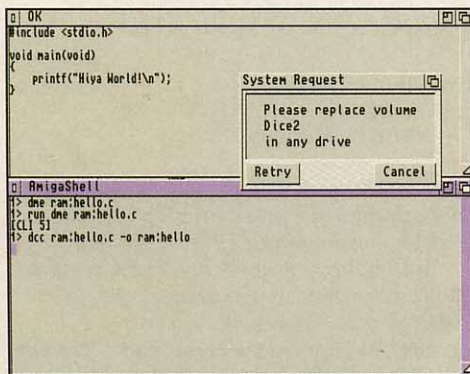 OK
#include <stdio.h>
void main(void)
{
printf("Hiya World!\n");
}
System Request
Please replace volume
Dice2
in any drive
Retry
Cancel
AmigaShell
1> dme ram:hello.c
1> run dme ram:hello.c
[CLI 5]
1> dcc ram:hello.c -o ram:hello